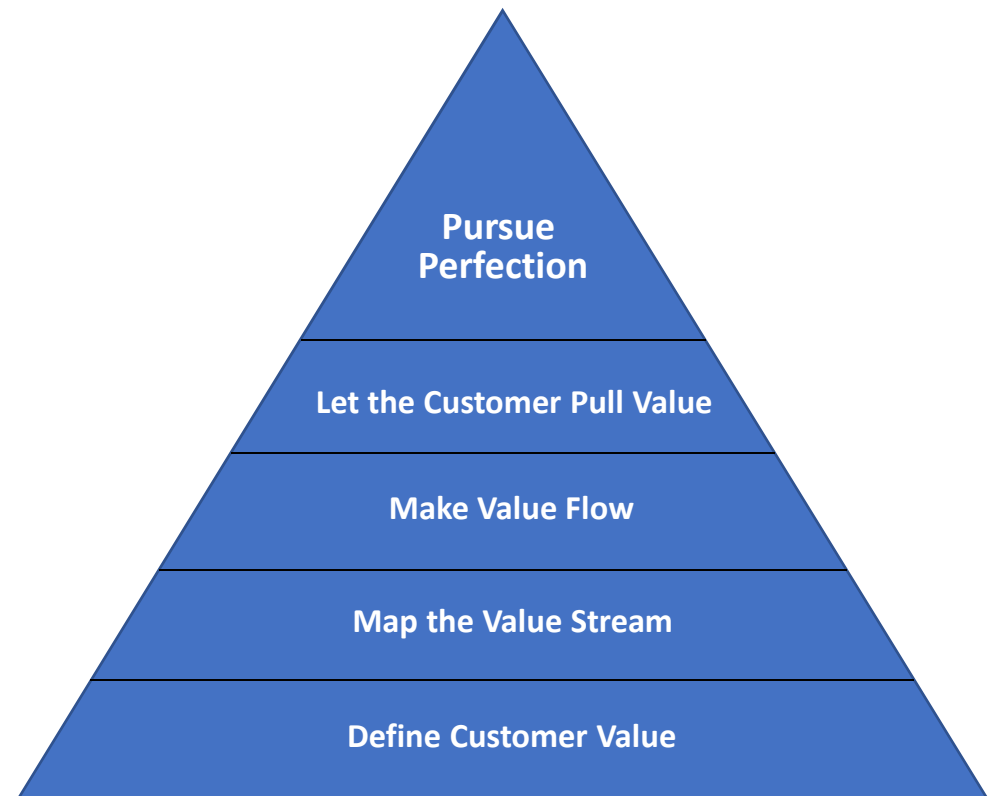 Pursue
Perfection
Let the Customer Pull Value
Make Value Flow
Map the Value Stream
Define Customer Value